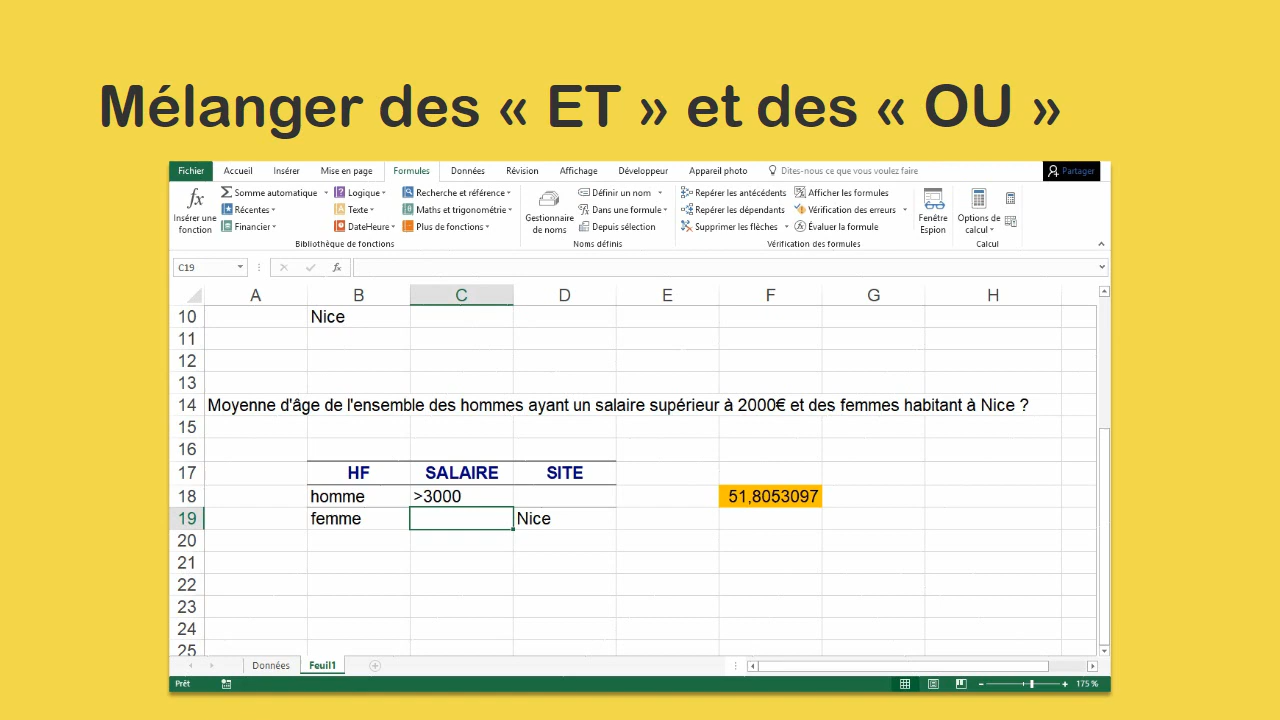 Mélanger des « ET » et des « OU »
Fichier Accueil Insérer Mise en page Formules Données Révision Affichage Développeur Appareil photo Dites-nous ce que vous voulez faire Partager
fx Σ Somme automatique Logique Recherche et référence Définir un nom Repérer les antécédents Afficher les formules
Insérer une fonction Récentes Texte Maths et trigonométrie Gestionnaire de noms Dans une formule Repérer les dépendants Vérification des erreurs Fenêtre Espion Options de calcul
Financier DateHeure Plus de fonctions Depuis sélection Supprimer les flèches Évaluer la formule
Bibliothèque de fonctions Noms définis Vérification des formules Calcul
C19 fx
A B C D E F G H
10 Nice
11
12
13
14 Moyenne d'âge de l'ensemble des hommes ayant un salaire supérieur à 2000€ et des femmes habitant à Nice ?
15
16
17 HF SALAIRE SITE
18 homme >3000 51,8053097
19 femme Nice
20
21
22
23
24
25
Données Feuil1
Prêt 175 %